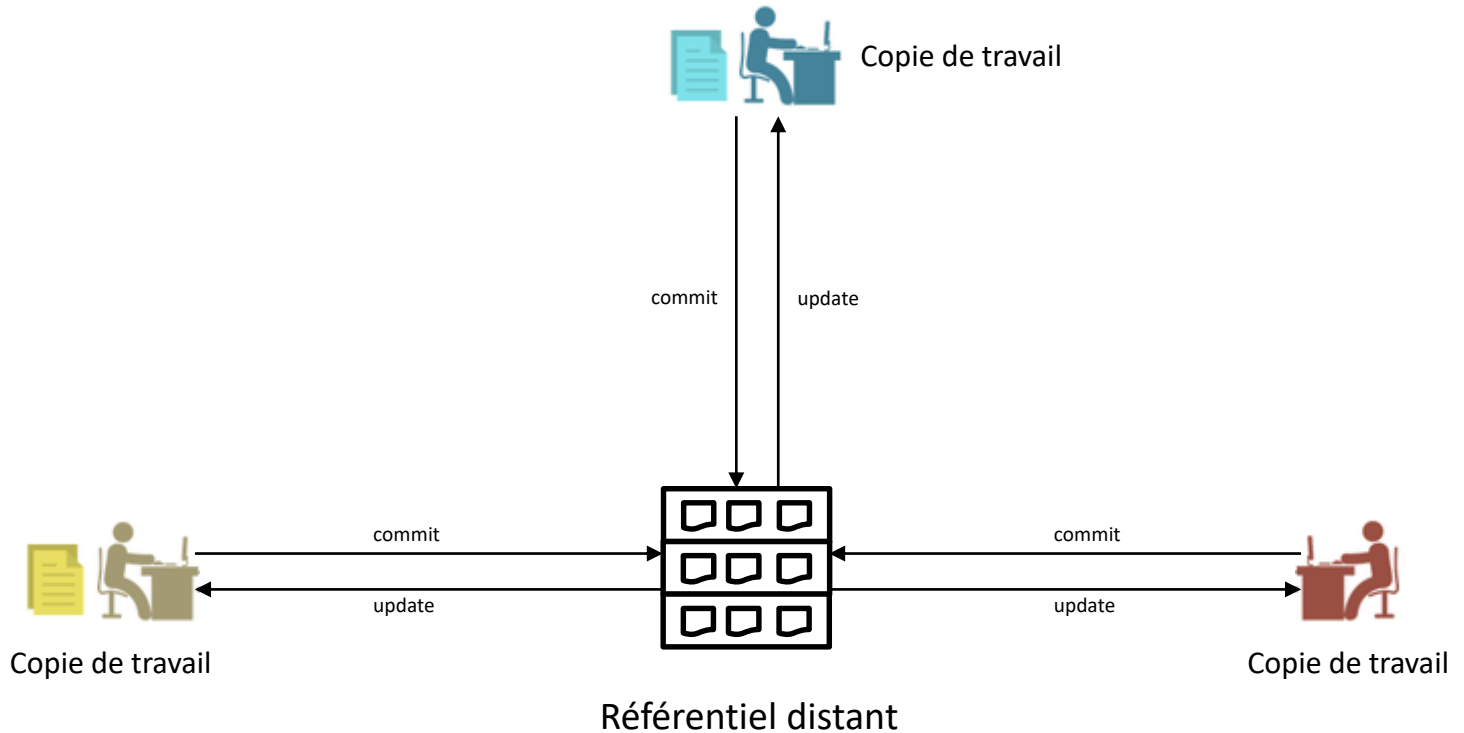 Copie de travail
commit
update
commit
update
commit
update
Copie de travail
Copie de travail
Référentiel distant